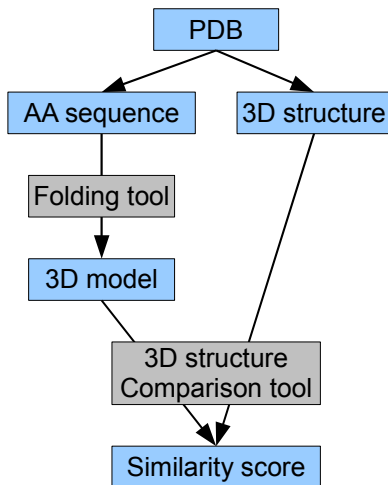 PDB
AA sequence
3D structure
Folding tool
3D model
3D structure
Comparison tool
Similarity score